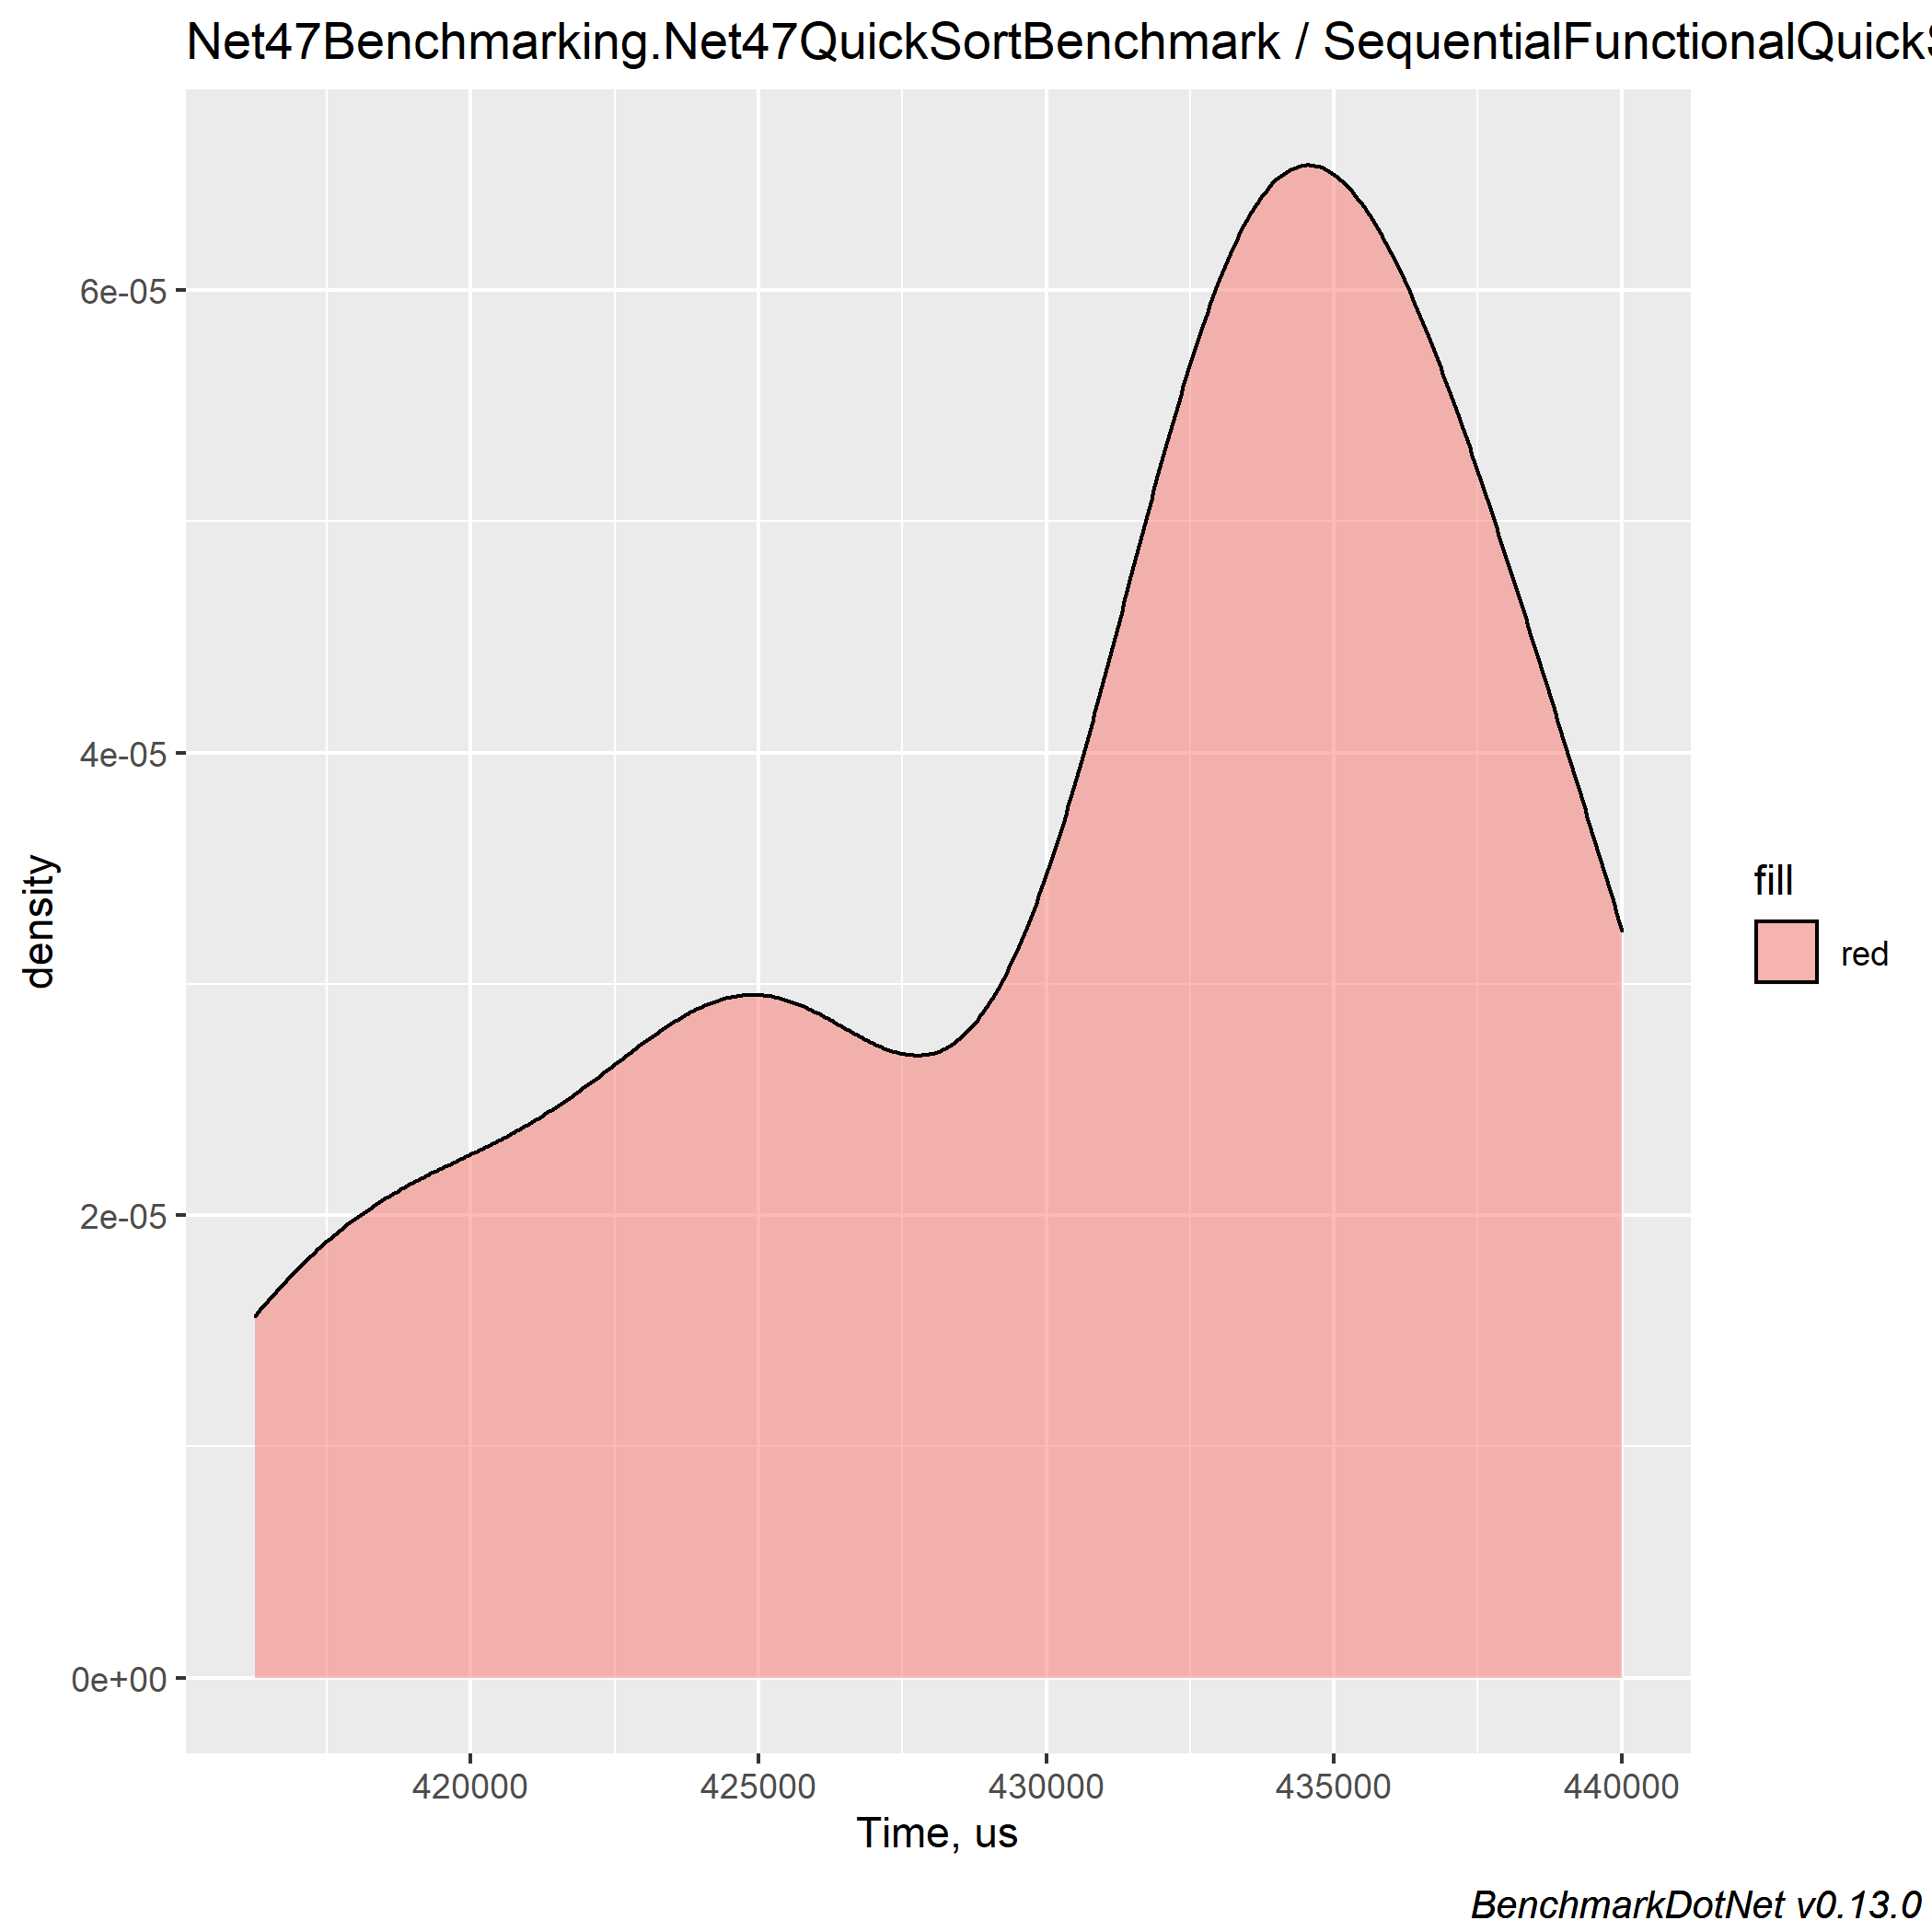 Net47Benchmarking.Net47QuickSortBenchmark / SequentialFunctionalQuick
6e-05
4e-05
2e-05
0e+00
density
420000 425000 430000 435000 440000
Time, us
fill
red
BenchmarkDotNet v0.13.0